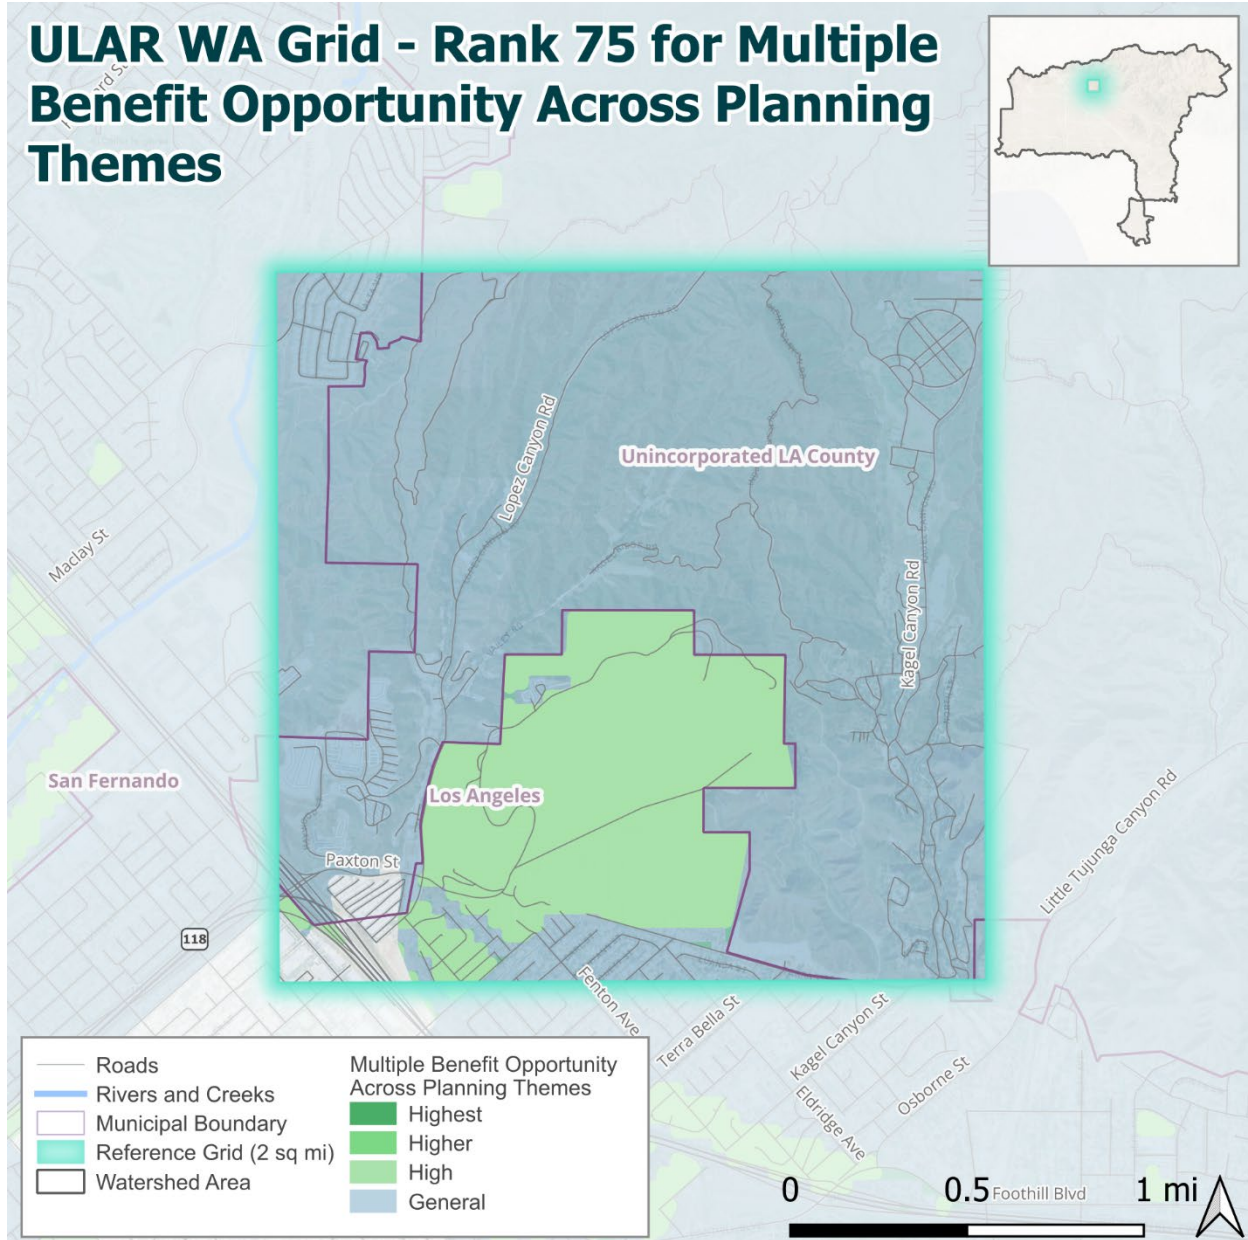 ULAR WA Grid - Rank 75 for Multiple
Benefit Opportunity Across Planning
Themes
Lopez Canyon Rd
Unincorporated LA County
Maclay St
Kagel Canyon Rd
San Fernando
Los Angeles
Little Tujunga Canyon Rd
Paxton St
118
Fenton Ave
Terra Bella St
Kagel Canyon St
Osborne St
Eldridge Ave
Foothill Blvd
Roads
Rivers and Creeks
Municipal Boundary
Reference Grid (2 sq mi)
Watershed Area
Multiple Benefit Opportunity
Across Planning Themes
Highest
Higher
High
General
0 0.5 1 mi